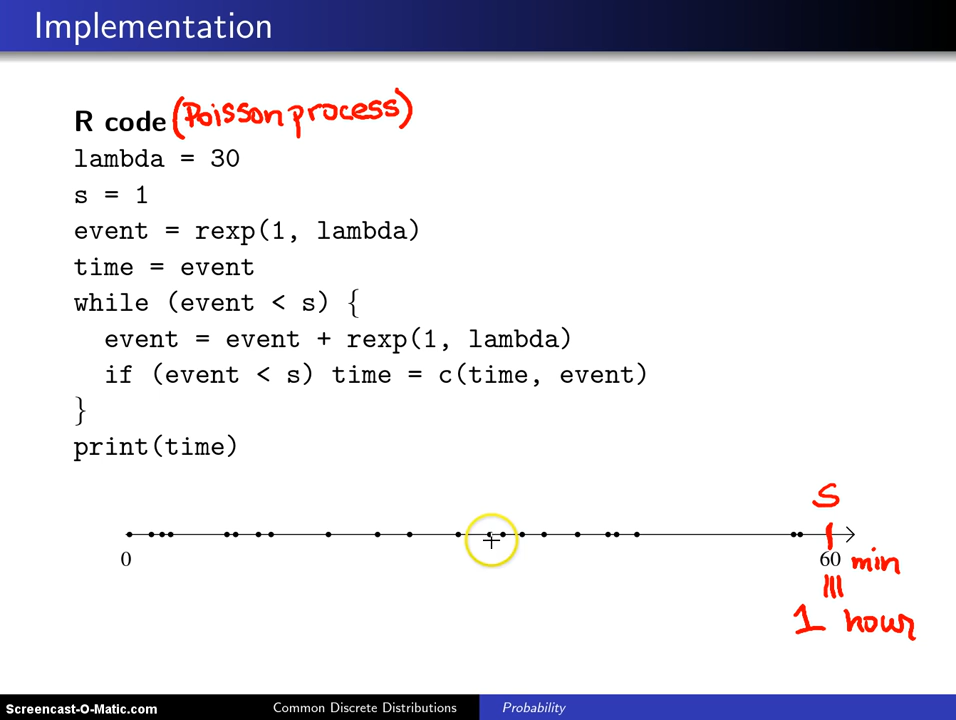 Implementation
R code (Poisson process)
lambda = 30
s = 1
event = rexp(1, lambda)
time = event
while (event < s) {
  event = event + rexp(1, lambda)
  if (event < s) time = c(time, event)
}
print(time)
S
0 60 min
1 hour
Screencast-O-Matic.com Common Discrete Distributions Probability